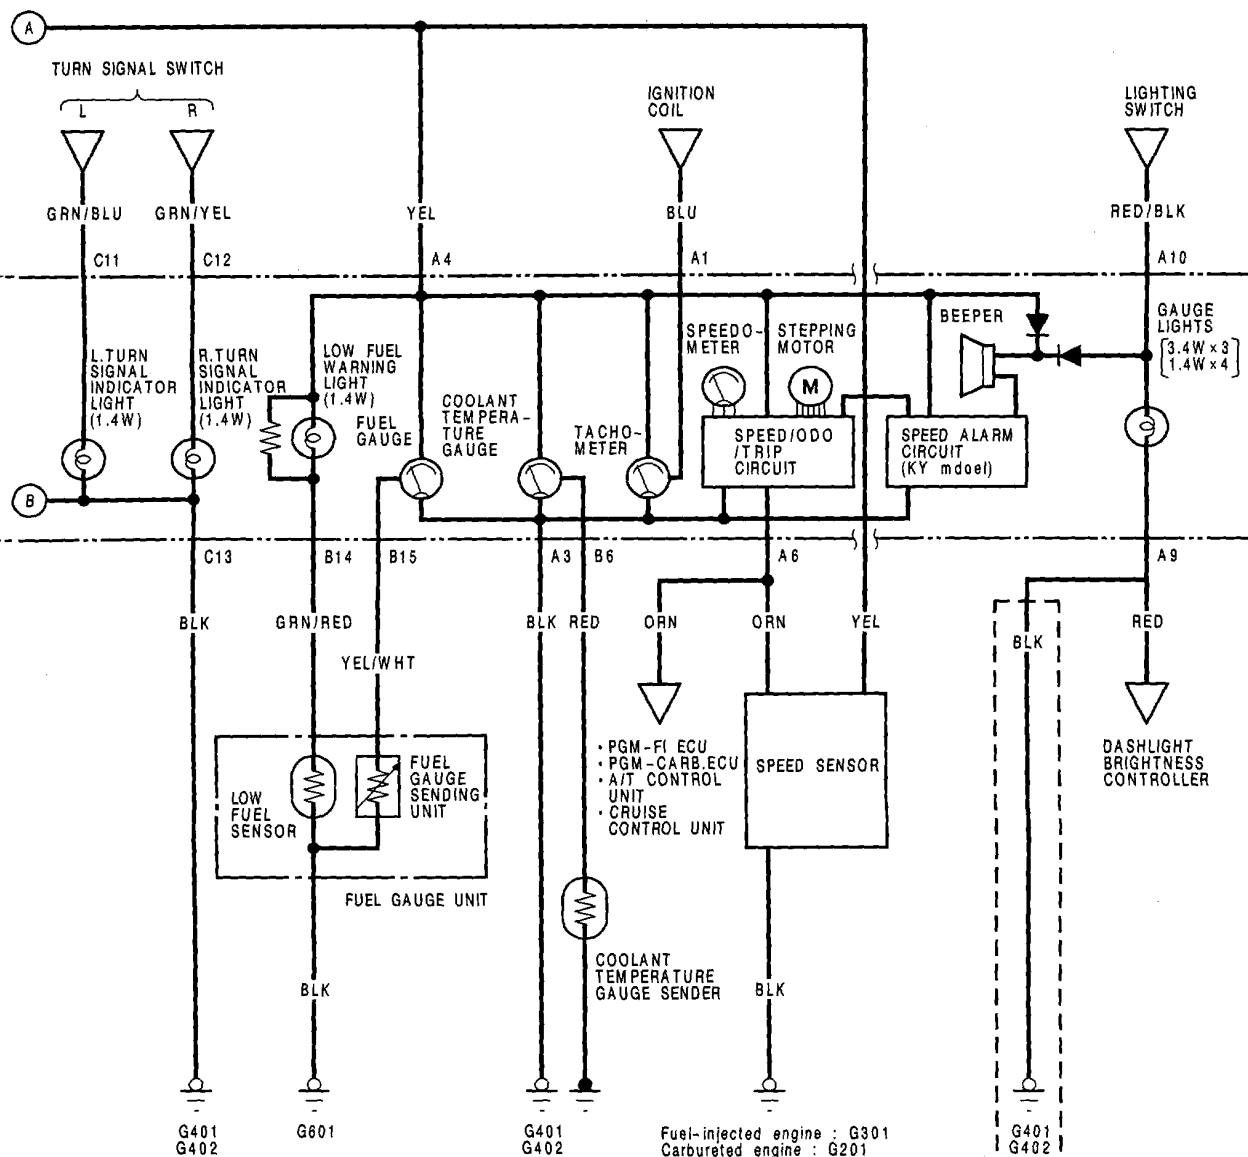 A
TURN SIGNAL SWITCH
L
R
IGNITION
COIL
LIGHTING
SWITCH
GRN/BLU
GRN/YEL
YEL
BLU
RED/BLK
C11
C12
A4
A1
A10
L.TURN
SIGNAL
INDICATOR
LIGHT
(1.4W)
R.TURN
SIGNAL
INDICATOR
LIGHT
(1.4W)
LOW FUEL
WARNING
LIGHT
(1.4W)
FUEL
GAUGE
COOLANT
TEMPERA-
TURE
GAUGE
TACHO-
METER
SPEEDO-
METER
STEPPING
MOTOR
M
BEEPER
GAUGE
LIGHTS
[3.4W×3]
[1.4W×4]
SPEED/ODO
/TRIP
CIRCUIT
SPEED ALARM
CIRCUIT
(KY mdoel)
B
C13
B14
B15
A3
B6
A6
A9
BLK
GRN/RED
YEL/WHT
BLK
RED
ORN
ORN
YEL
BLK
RED
FUEL
GAUGE
SENDING
UNIT
LOW
FUEL
SENSOR
FUEL GAUGE UNIT
· PGM-FI ECU
· PGM-CARB.ECU
· A/T CONTROL
UNIT
· CRUISE
CONTROL UNIT
SPEED SENSOR
DASHLIGHT
BRIGHTNESS
CONTROLLER
COOLANT
TEMPERATURE
GAUGE SENDER
BLK
BLK
G401
G402
G601
G401
G402
Fuel-injected engine : G301
Carbureted engine : G201
G401
G402